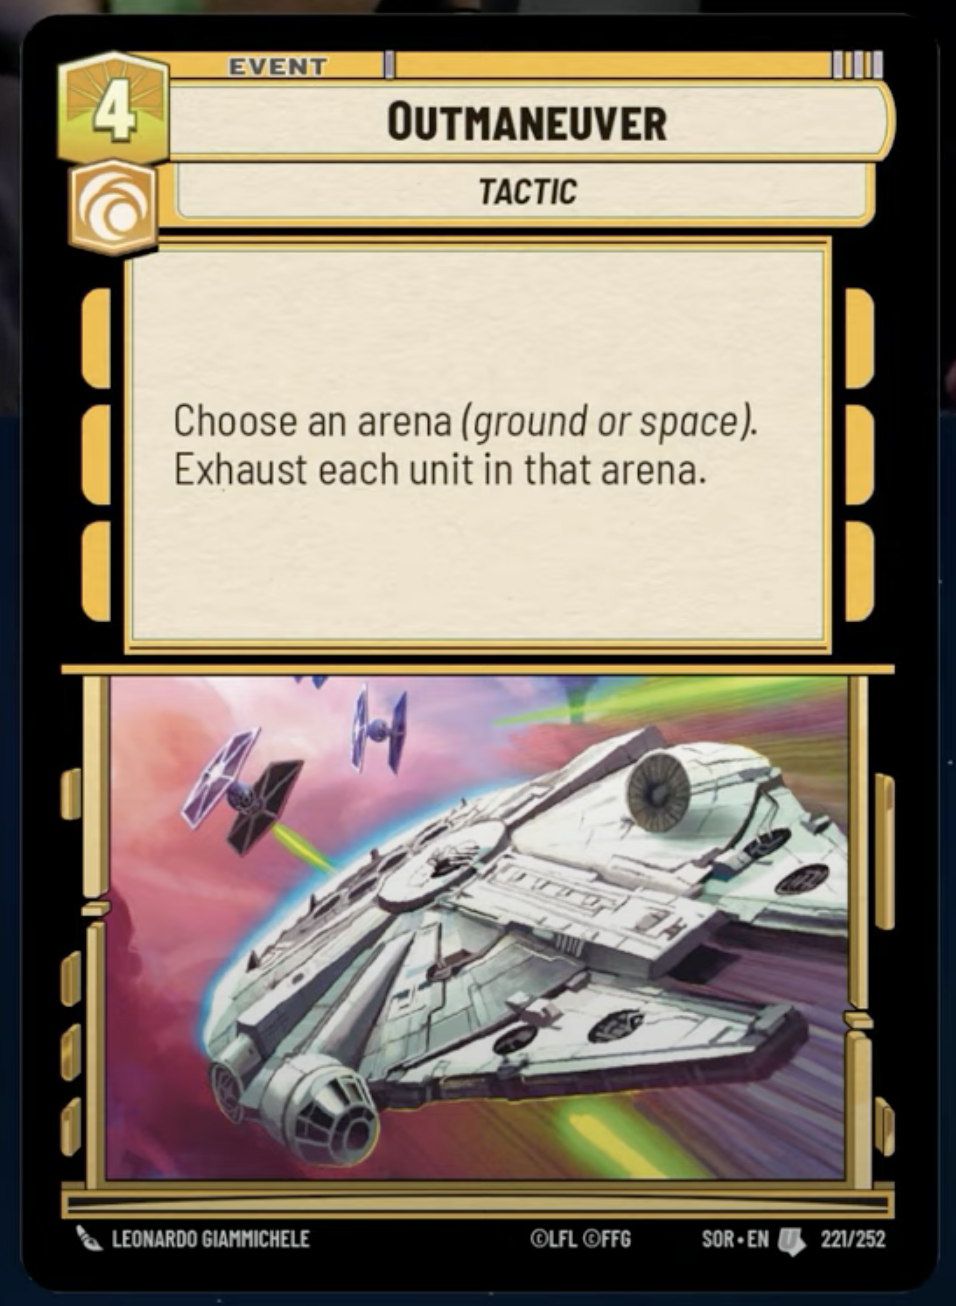 EVENT
4
OUTMANEUVER
TACTIC
Choose an arena (ground or space).
Exhaust each unit in that arena.
LEONARDO GIAMMICHELE ©LFL ©FFG SOR•EN U 221/252